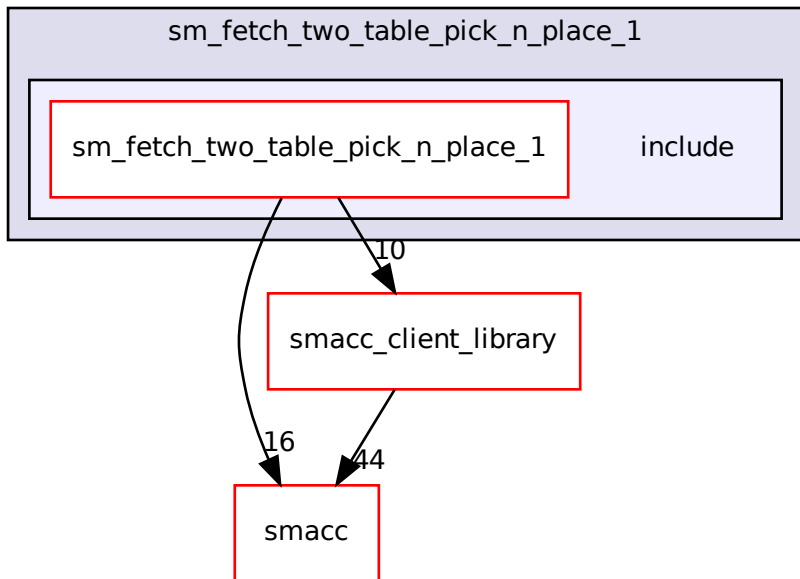 sm_fetch_two_table_pick_n_place_1
sm_fetch_two_table_pick_n_place_1
include
10
smacc_client_library
16
44
smacc